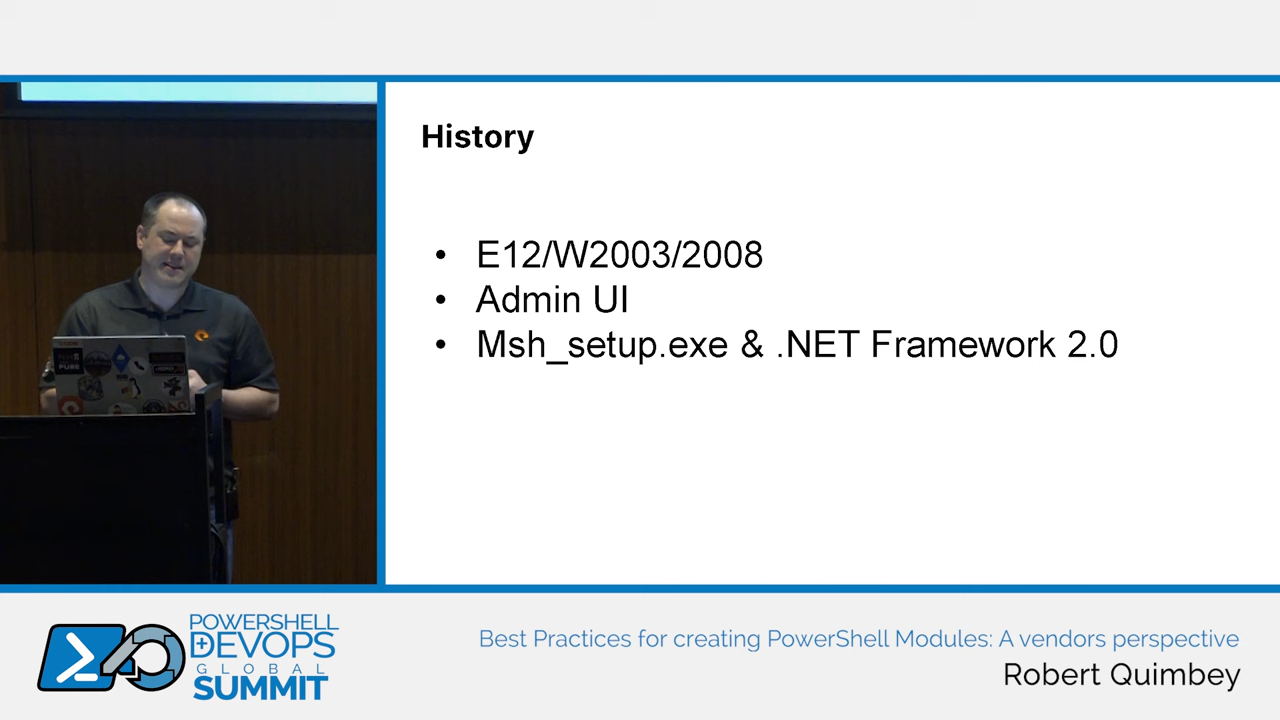 History
• E12/W2003/2008
• Admin UI
• Msh_setup.exe & .NET Framework 2.0
POWERSHELL
DEVOPS
GLOBAL
SUMMIT
Best Practices for creating PowerShell Modules: A vendors perspective
Robert Quimbey